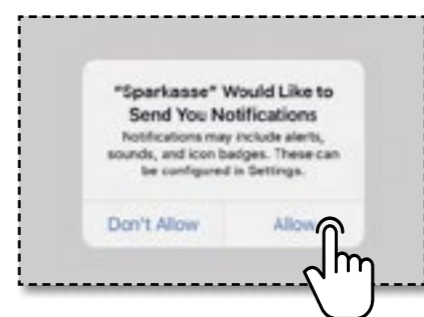 "Sparkasse" Would Like to
Send You Notifications
Notifications may include alerts,
sounds, and icon badges. These can
be configured in Settings.
Don't Allow
Allow